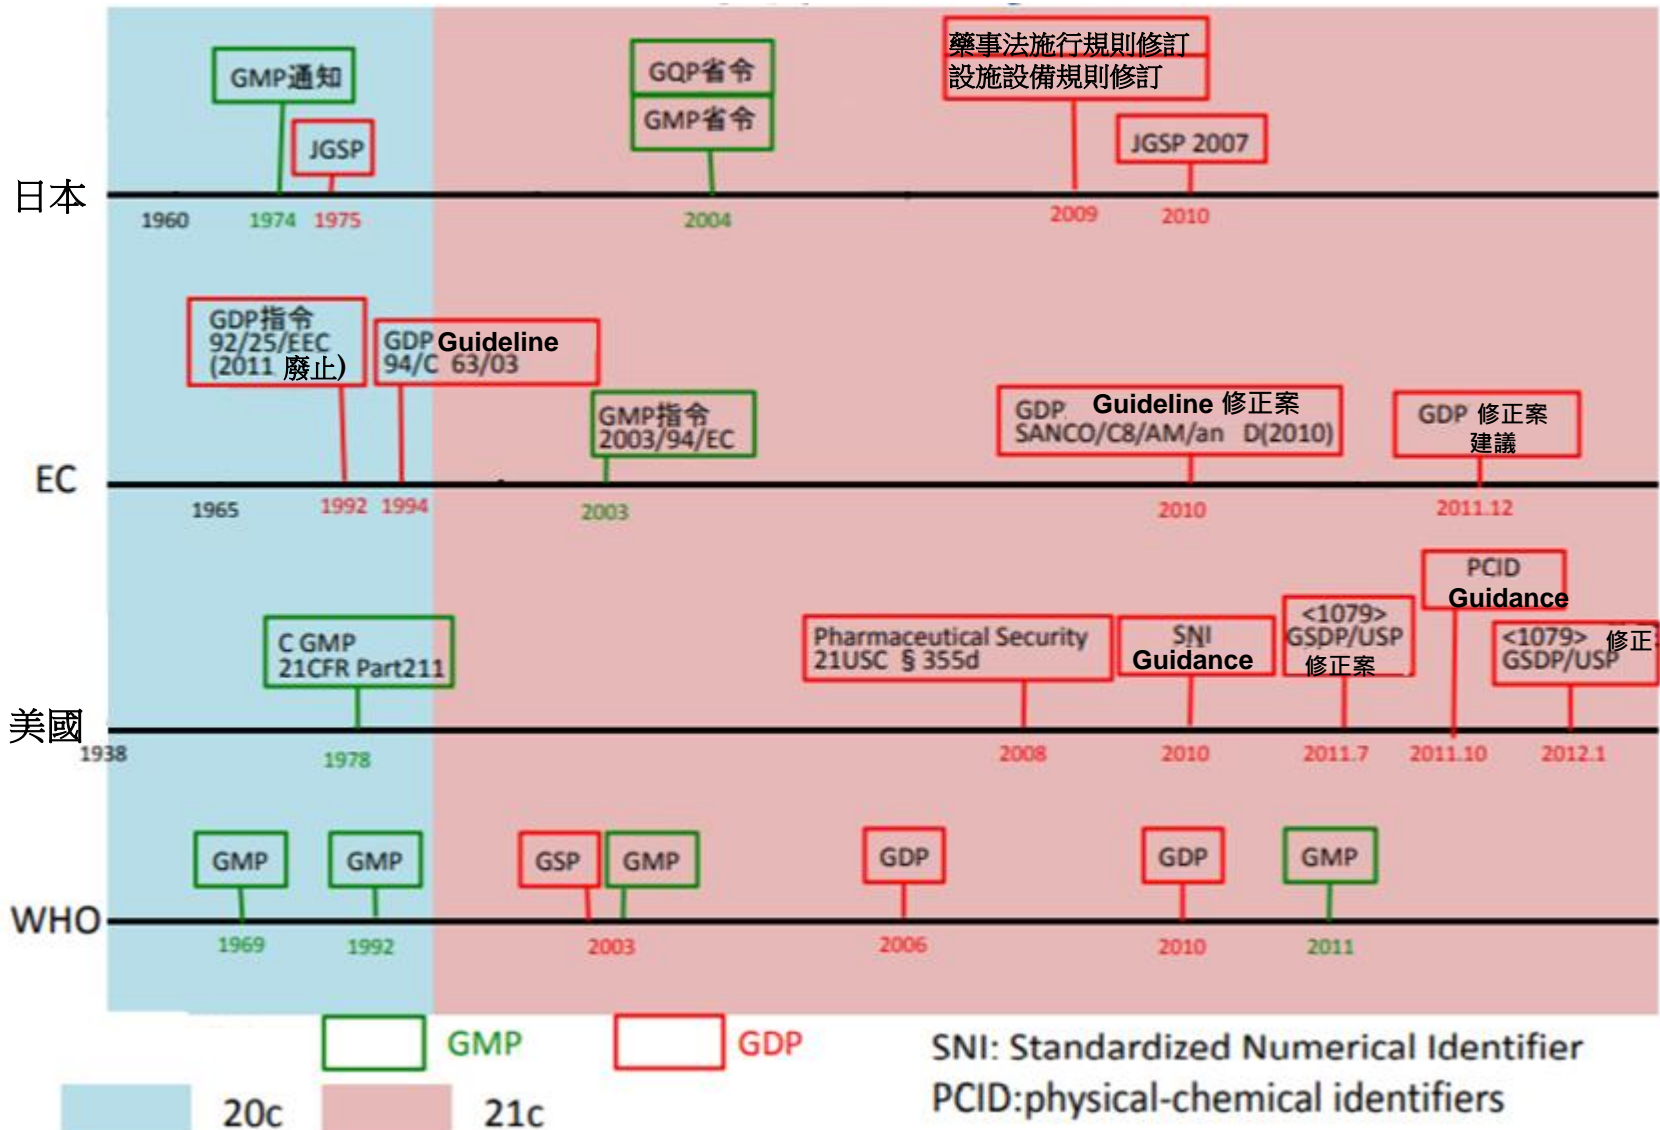 GMP通知
JGSP
GQP省令
GMP省令
藥事法施行規則修訂
設施設備規則修訂
JGSP 2007
日本
1960
1974
1975
2004
2009
2010
GDP指令
92/25/EEC
(2011 廢止)
GDP Guideline
94/C 63/03
GMP指令
2003/94/EC
GDP Guideline 修正案
SANCO/C8/AM/an D(2010)
GDP 修正案
建議
EC
1965
1992
1994
2003
2010
2011.12
C GMP
21CFR Part211
Pharmaceutical Security
21USC § 355d
SNI
Guidance
<1079>
GSDP/USP
修正案
PCID
Guidance
<1079> 修正
GSDP/USP
美國
1938
1978
2008
2010
2011.7
2011.10
2012.1
GMP
GMP
GSP
GMP
GDP
GDP
GMP
WHO
1969
1992
2003
2006
2010
2011
GMP
GDP
SNI: Standardized Numerical Identifier
PCID:physical-chemical identifiers
20c
21c